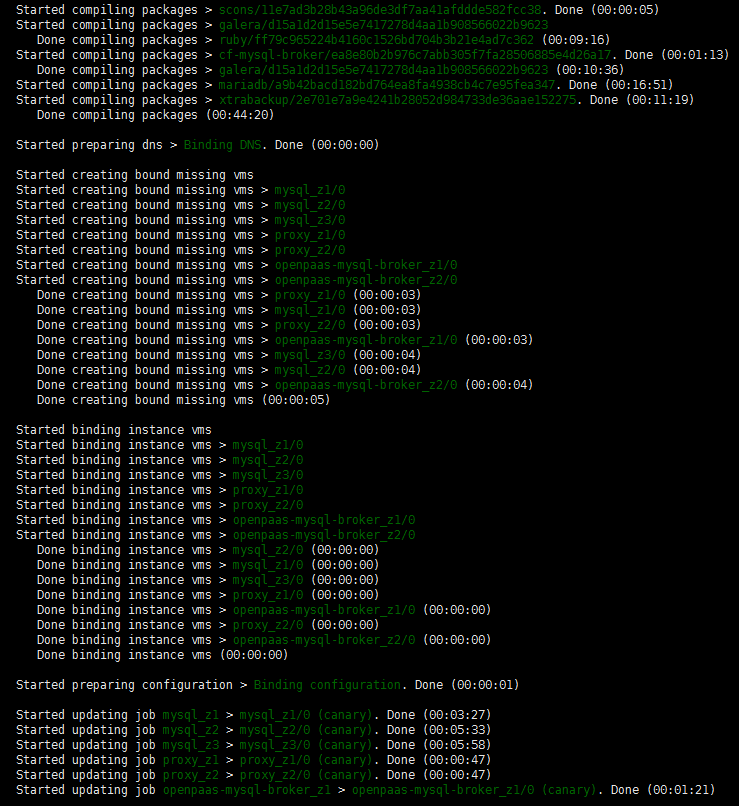 Started compiling packages > scons/11e7ad3b28b43a96de3df7aa41afddde582fcc38. Done (00:00:05)
Started compiling packages > galera/d15a1d2d15e5e7417278d4aa1b908566022b9623
Done compiling packages > ruby/ff79c965224b4160c1526bd704b3b21e4ad7c362 (00:09:16)
Started compiling packages > cf-mysql-broker/ea8e80b2b976c7abb305f7fa28506885e4d26a17. Done (00:01:13)
Done compiling packages > galera/d15a1d2d15e5e7417278d4aa1b908566022b9623 (00:10:36)
Started compiling packages > mariadb/a9b42bacd182bd764ea8fa4938cb4c7e95fea347. Done (00:16:51)
Started compiling packages > xtrabackup/2e701e7a9e4241b28052d984733de36aae152275. Done (00:11:19)
Done compiling packages (00:44:20)
Started preparing dns > Binding DNS. Done (00:00:00)
Started creating bound missing vms
Started creating bound missing vms > mysql_z1/0
Started creating bound missing vms > mysql_z2/0
Started creating bound missing vms > mysql_z3/0
Started creating bound missing vms > proxy_z1/0
Started creating bound missing vms > proxy_z2/0
Started creating bound missing vms > openpaas-mysql-broker_z1/0
Started creating bound missing vms > openpaas-mysql-broker_z2/0
Done creating bound missing vms > proxy_z1/0 (00:00:03)
Done creating bound missing vms > mysql_z1/0 (00:00:03)
Done creating bound missing vms > proxy_z2/0 (00:00:03)
Done creating bound missing vms > openpaas-mysql-broker_z1/0 (00:00:03)
Done creating bound missing vms > mysql_z3/0 (00:00:04)
Done creating bound missing vms > mysql_z2/0 (00:00:04)
Done creating bound missing vms > openpaas-mysql-broker_z2/0 (00:00:04)
Done creating bound missing vms (00:00:05)
Started binding instance vms
Started binding instance vms > mysql_z1/0
Started binding instance vms > mysql_z2/0
Started binding instance vms > mysql_z3/0
Started binding instance vms > proxy_z1/0
Started binding instance vms > proxy_z2/0
Started binding instance vms > openpaas-mysql-broker_z1/0
Started binding instance vms > openpaas-mysql-broker_z2/0
Done binding instance vms > mysql_z2/0 (00:00:00)
Done binding instance vms > mysql_z1/0 (00:00:00)
Done binding instance vms > mysql_z3/0 (00:00:00)
Done binding instance vms > proxy_z1/0 (00:00:00)
Done binding instance vms > openpaas-mysql-broker_z1/0 (00:00:00)
Done binding instance vms > proxy_z2/0 (00:00:00)
Done binding instance vms > openpaas-mysql-broker_z2/0 (00:00:00)
Done binding instance vms (00:00:00)
Started preparing configuration > Binding configuration. Done (00:00:01)
Started updating job mysql_z1 > mysql_z1/0 (canary). Done (00:03:27)
Started updating job mysql_z2 > mysql_z2/0 (canary). Done (00:05:33)
Started updating job mysql_z3 > mysql_z3/0 (canary). Done (00:05:58)
Started updating job proxy_z1 > proxy_z1/0 (canary). Done (00:00:47)
Started updating job proxy_z2 > proxy_z2/0 (canary). Done (00:00:47)
Started updating job openpaas-mysql-broker_z1 > openpaas-mysql-broker_z1/0 (canary). Done (00:01:21)